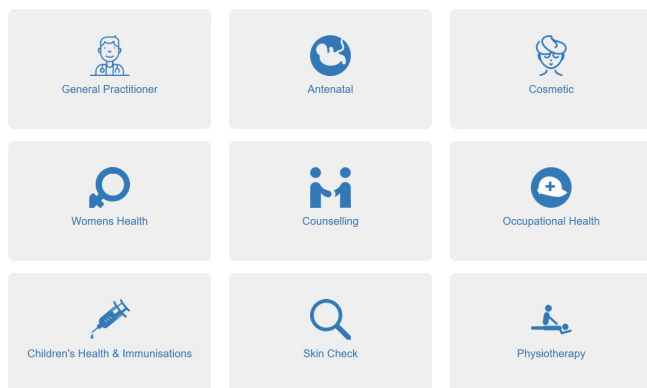 General Practitioner
Antenatal
Cosmetic
Womens Health
Counselling
Occupational Health
Children's Health & Immunisations
Skin Check
Physiotherapy